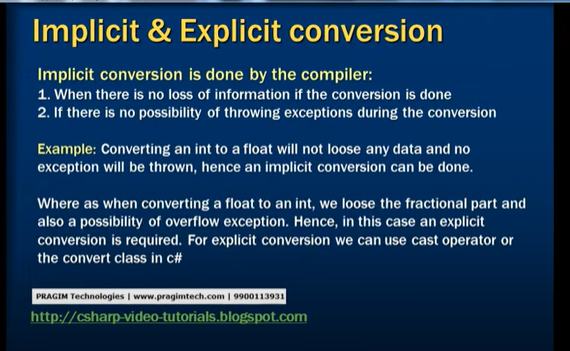 Implicit & Explicit conversion
Implicit conversion is done by the compiler:
1. When there is no loss of information if the conversion is done
2. If there is no possibility of throwing exceptions during the conversion
Example: Converting an int to a float will not loose any data and no
exception will be thrown, hence an implicit conversion can be done.
Where as when converting a float to an int, we loose the fractional part and
also a possibility of overflow exception. Hence, in this case an explicit
conversion is required. For explicit conversion we can use cast operator or
the convert class in c#
PRAGIM Technologies | www.pragimtech.com | 9900113931
http://csharp-video-tutorials.blogspot.com